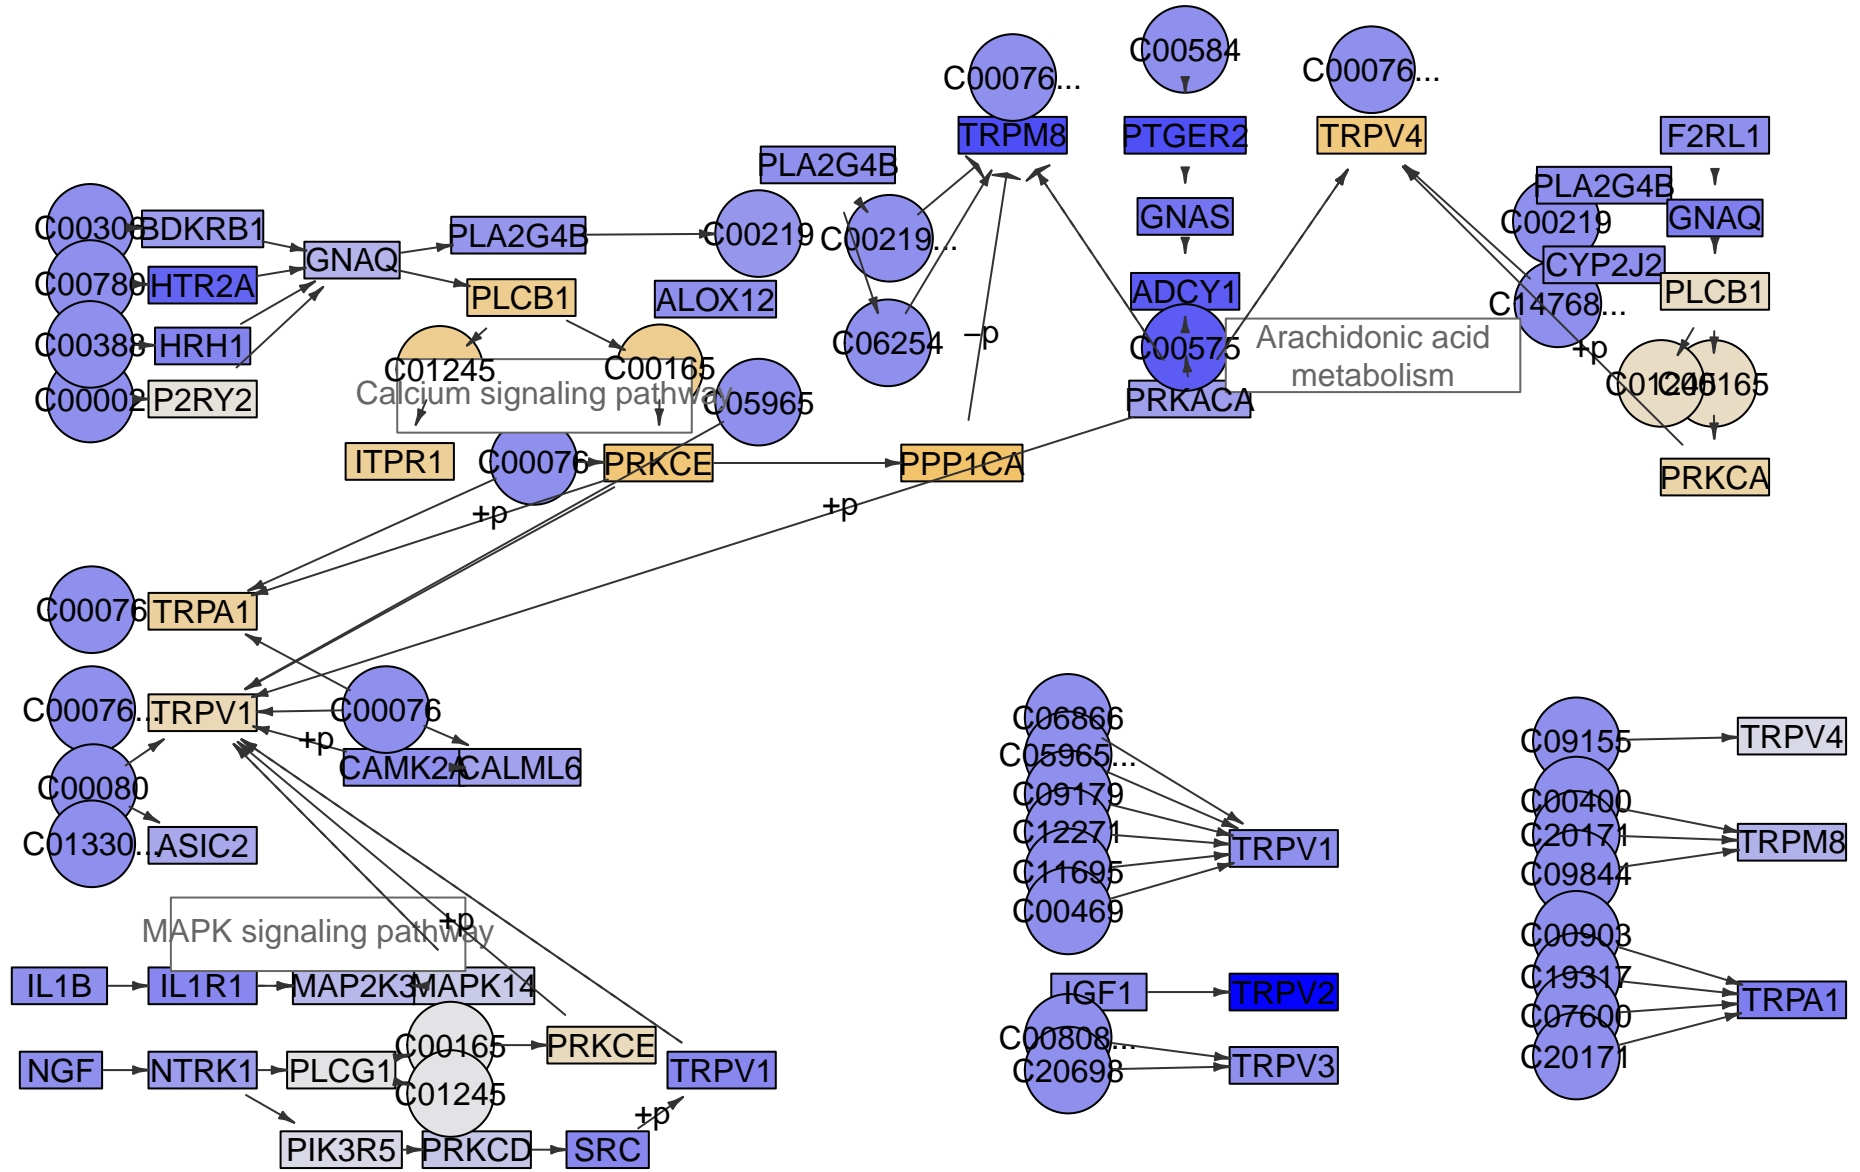 C00584
C00076...
C00076...
TRPM8
PTGER2
TRPV4
F2RL1
PLA2G4B
PLA2G4B
GNAS
GNAQ
C00219
C00308
BDKRB1
PLA2G4B
C00219
C00219...
GNAQ
CYP2J2
C00780
HTR2A
PLCB1
ALOX12
ADCY1
PLCB1
C14768...
C00388
HRH1
C06254
–p
C00575
Arachidonic acid
metabolism
+p
C01245
C00165
Calcium signaling pathway
C00002
P2RY2
C05965
PRKACA
C01245
C00165
ITPR1
C00076
PRKCE
PPP1CA
PRKCA
+p
+p
C00076
TRPA1
C00076...
TRPV1
C00076
+p
CAMK2A
CALML6
C00080
C01330...
ASIC2
C06866
C05965...
C09179
C12271
C11695
C00469
TRPV1
C09155
TRPV4
C00400
C20171
C09844
TRPM8
MAPK signaling pathway
+p
C00903
C19317
C07600
C20171
TRPA1
IL1B
IL1R1
MAP2K3
MAPK14
IGF1
TRPV2
C00165
PRKCE
C00808...
C20698
TRPV3
NGF
NTRK1
PLCG1
C01245
TRPV1
+p
PIK3R5
PRKCD
SRC